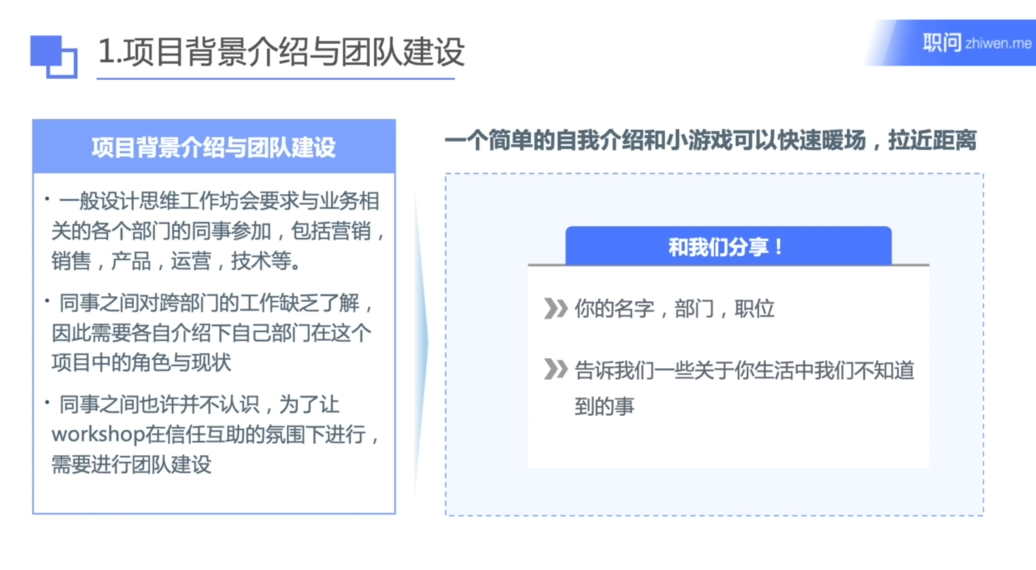 1.项目背景介绍与团队建设
职问 zhiwen.me
项目背景介绍与团队建设
· 一般设计思维工作坊会要求与业务相
关的各个部门的同事参加，包括营销，
销售，产品，运营，技术等。
· 同事之间对跨部门的工作缺乏了解，
因此需要各自介绍下自己部门在这个
项目中的角色与现状
· 同事之间也许并不认识，为了让
workshop在信任互助的氛围下进行，
需要进行团队建设
一个简单的自我介绍和小游戏可以快速暖场，拉近距离
和我们分享！
你的名字，部门，职位
告诉我们一些关于你生活中我们不知道
到的事